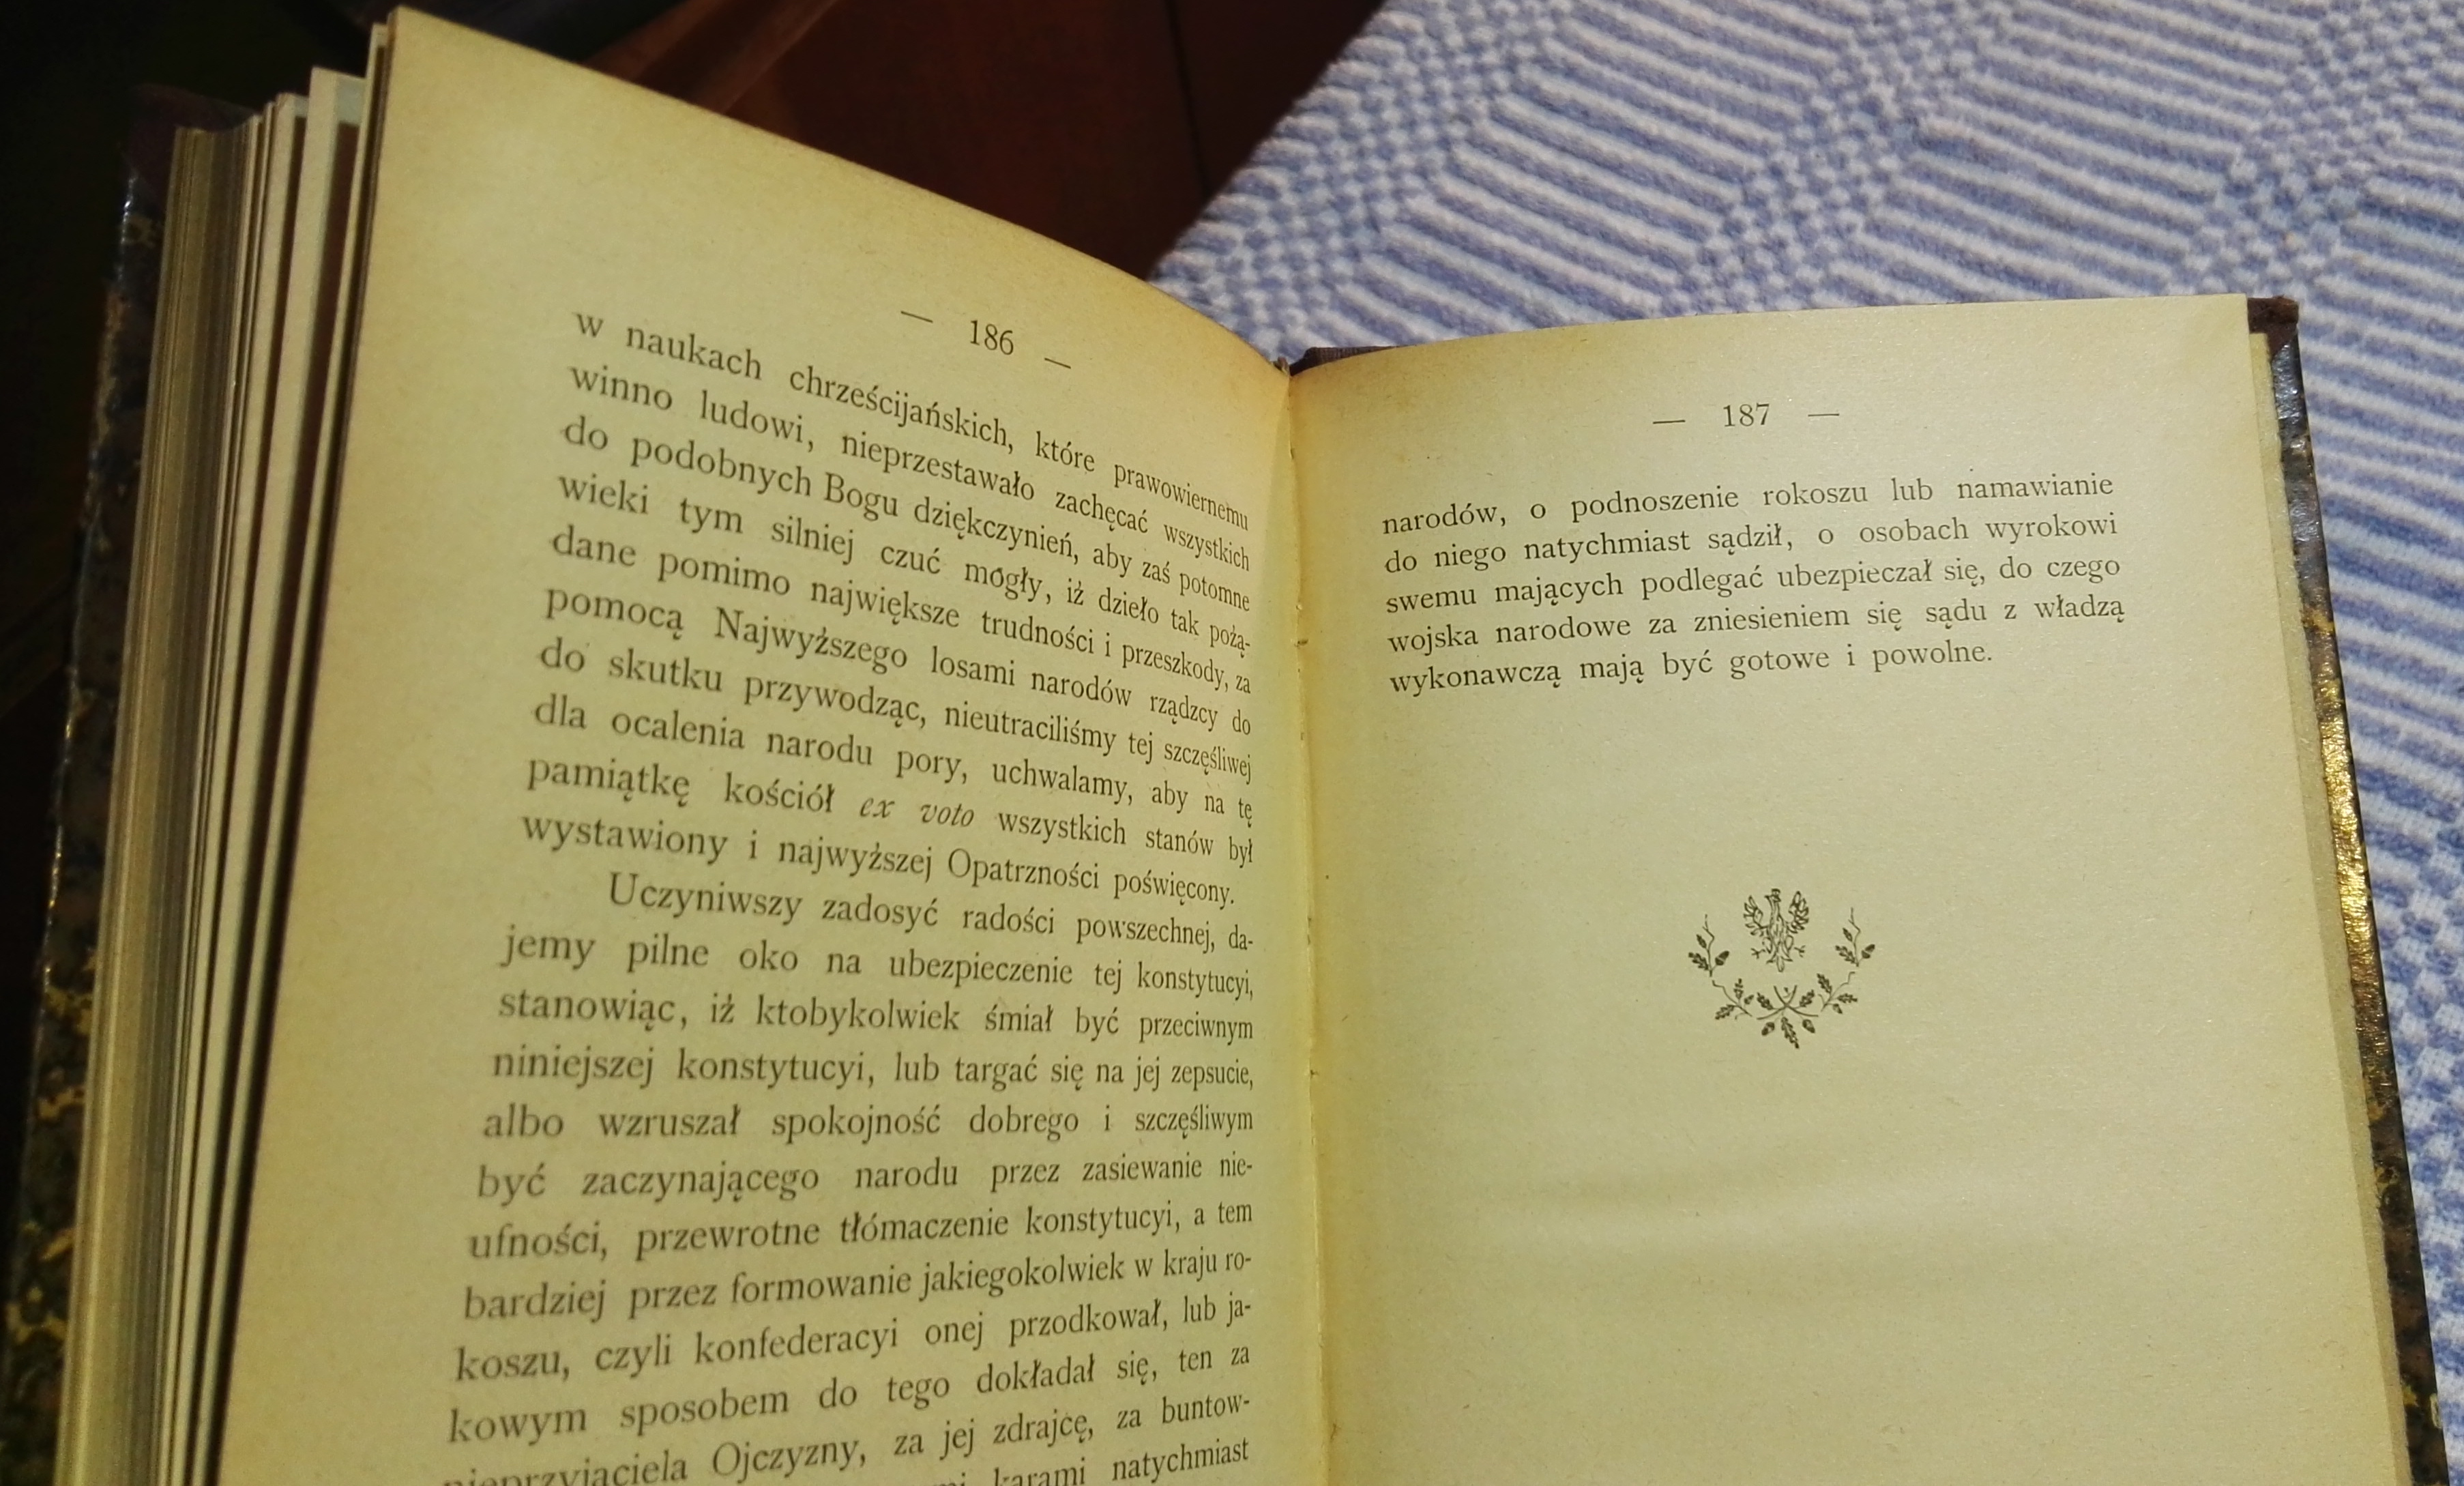 — 186 —
w naukach chrześcijańskich, które prawowiernemu
winno ludowi, nieprzestawało zachęcać wszystkich
do podobnych Bogu dziękczynień, aby zaś potomne
wieki tym silniej czuć mogły, iż dzieło tak pożą-
dane pomimo największe trudności i przeszkody, za
pomocą Najwyższego losami narodów rządzcy do
do skutku przywodząc, nieutraciliśmy tej szczęśliwej
dla ocalenia narodu pory, uchwalamy, aby na tę
pamiątkę kościół ex voto wszystkich stanów był
wystawiony i najwyższej Opatrzności poświęcony.
Uczyniwszy zadosyć radości powszechnej, da-
jemy pilne oko na ubezpieczenie tej konstytucyi,
stanowiąc, iż ktobykolwiek śmiał być przeciwnym
niniejszej konstytucyi, lub targać się na jej zepsucie,
albo wzruszał spokojność dobrego i szczęśliwym
być zaczynającego narodu przez zasiewanie nie-
ufności, przewrotne tłómaczenie konstytucyi, a tem
bardziej przez formowanie jakiegokolwiek w kraju ro-
koszu, czyli konfederacyi onej przodkował, lub ja-
kowym sposobem do tego dokładał się, ten za
nieprzyjaciela Ojczyzny, za jej zdrajcę, za buntow-
karami natychmiast
— 187 —
narodów, o podnoszenie rokoszu lub namawianie
do niego natychmiast sądził, o osobach wyrokowi
swemu mających podlegać ubezpieczał się, do czego
wojska narodowe za zniesieniem się sądu z władzą
wykonawczą mają być gotowe i powolne.